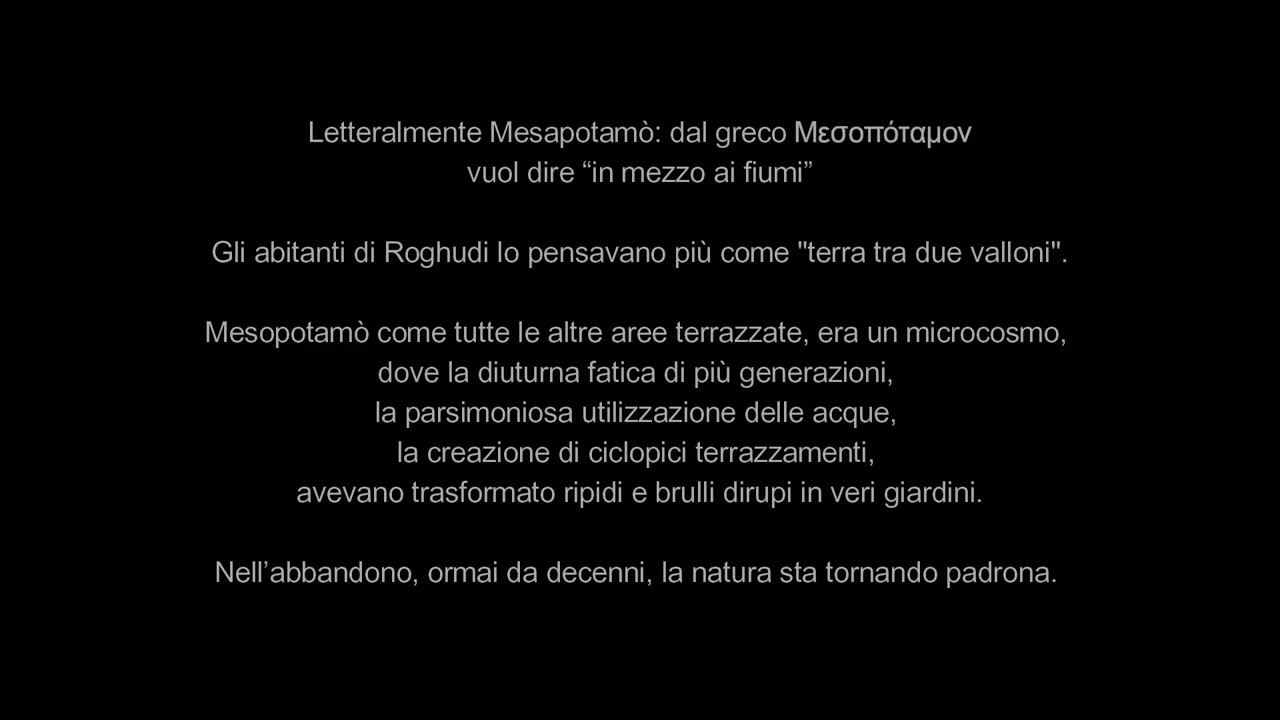 Letteralmente Mesapotamò: dal greco Μεσοπόταμον
vuol dire “in mezzo ai fiumi”
Gli abitanti di Roghudi lo pensavano più come "terra tra due valloni".
Mesopotamò come tutte le altre aree terrazzate, era un microcosmo,
dove la diuturna fatica di più generazioni,
la parsimoniosa utilizzazione delle acque,
la creazione di ciclopici terrazzamenti,
avevano trasformato ripidi e brulli dirupi in veri giardini.
Nell’abbandono, ormai da decenni, la natura sta tornando padrona.